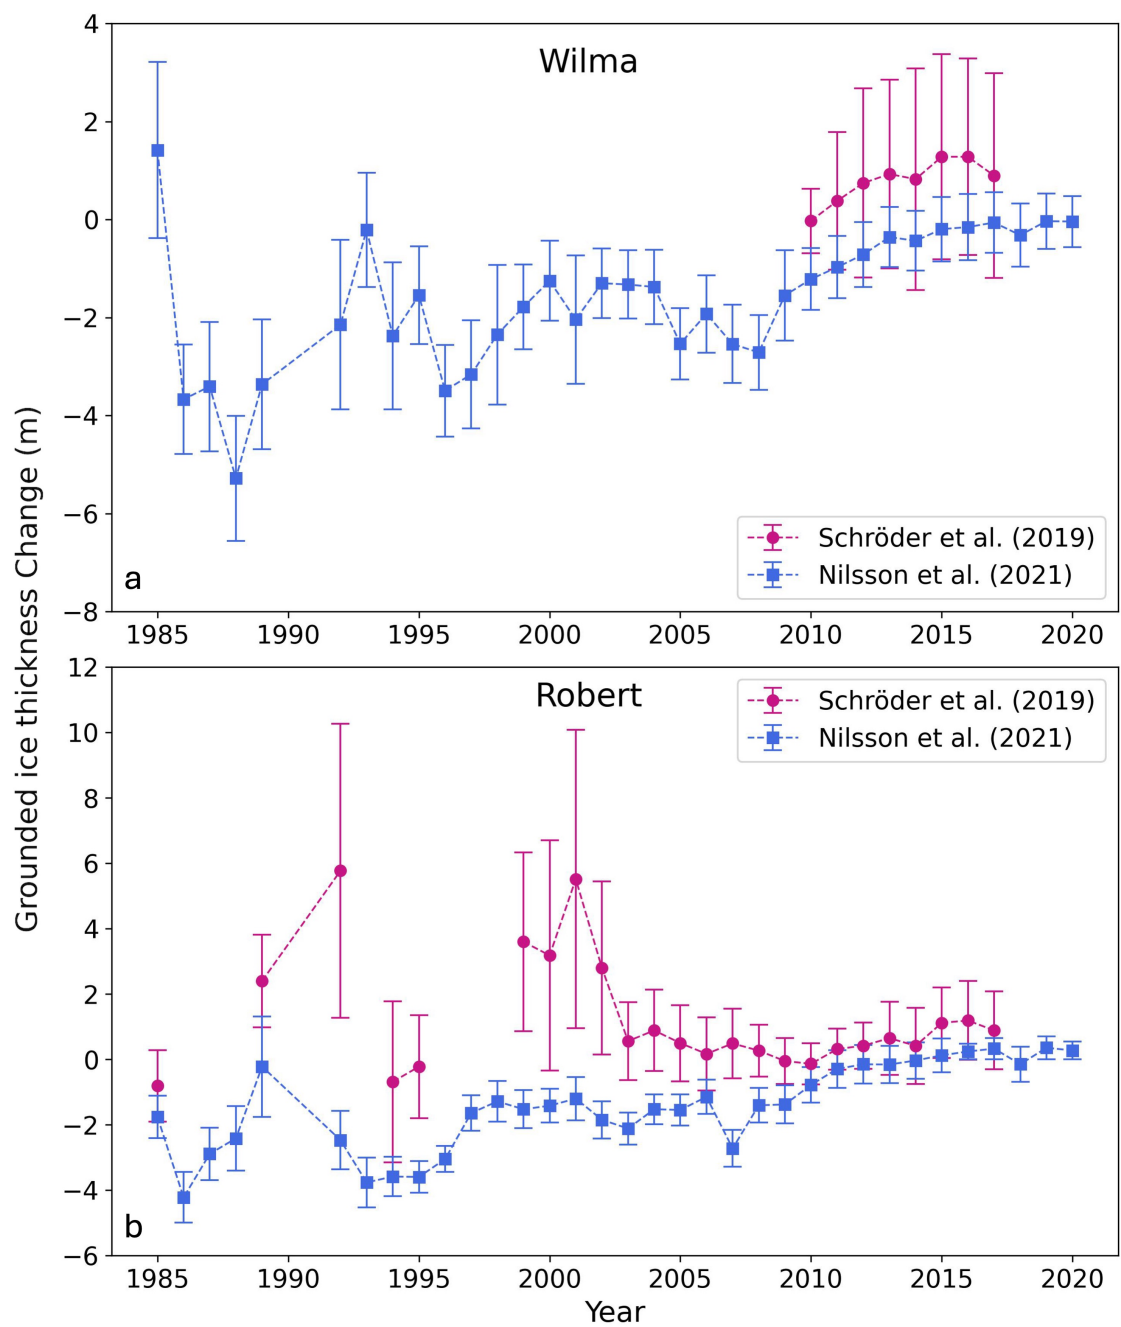 Grounded ice thickness Change (m)
Wilma
4
2
0
−2
−4
−6
−8
Schröder et al. (2019)
Nilsson et al. (2021)
a
1985 1990 1995 2000 2005 2010 2015 2020
Robert
12
10
8
6
4
2
0
−2
−4
−6
Schröder et al. (2019)
Nilsson et al. (2021)
b
1985 1990 1995 2000 2005 2010 2015 2020
Year